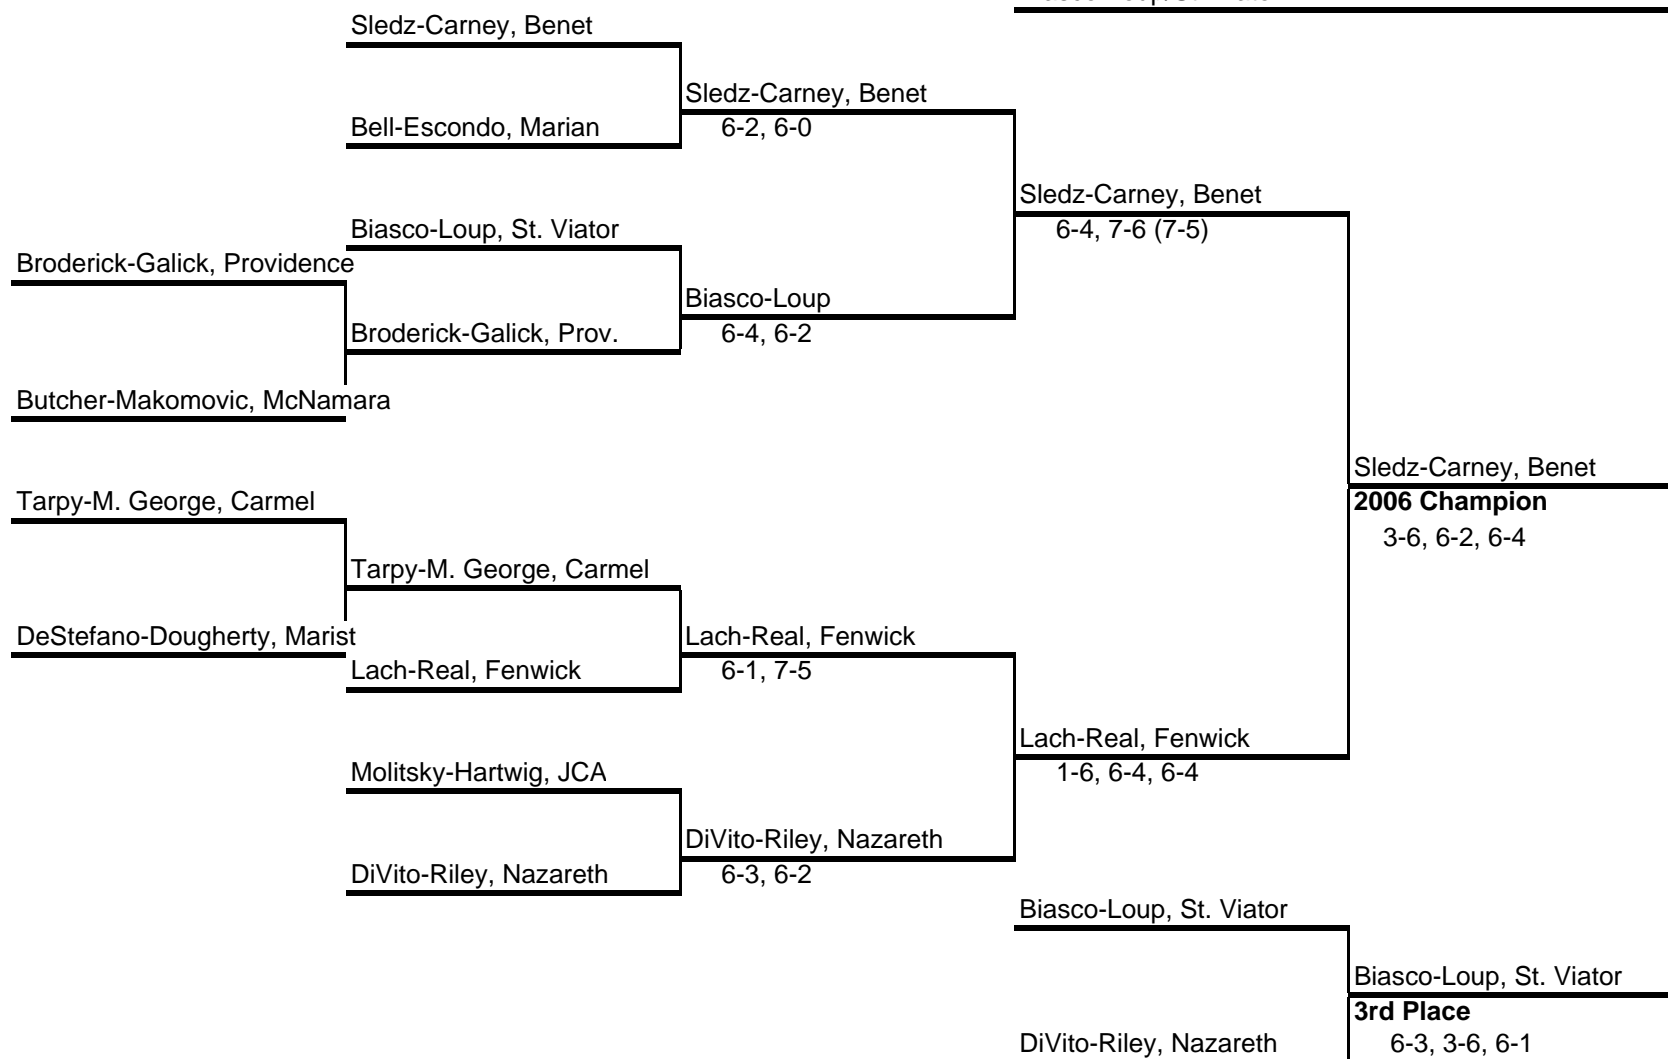 Sledz-Carney, Benet
Sledz-Carney, Benet
Bell-Escondo, Marian
6-2, 6-0
Sledz-Carney, Benet
Biasco-Loup, St. Viator
6-4, 7-6 (7-5)
Broderick-Galick, Providence
Biasco-Loup
Broderick-Galick, Prov.
6-4, 6-2
Butcher-Makomovic, McNamara
Sledz-Carney, Benet
Tarpy-M. George, Carmel
2006 Champion
3-6, 6-2, 6-4
Tarpy-M. George, Carmel
DeStefano-Dougherty, Marist
Lach-Real, Fenwick
Lach-Real, Fenwick
6-1, 7-5
Lach-Real, Fenwick
Molitsky-Hartwig, JCA
1-6, 6-4, 6-4
DiVito-Riley, Nazareth
DiVito-Riley, Nazareth
6-3, 6-2
Biasco-Loup, St. Viator
Biasco-Loup, St. Viator
3rd Place
DiVito-Riley, Nazareth
6-3, 3-6, 6-1